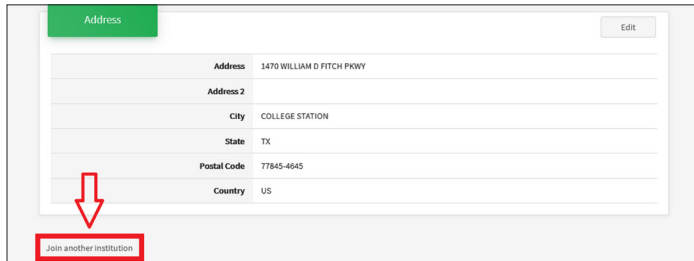 Address
Edit
Address 1470 WILLIAM D FITCH PKWY
Address 2
City COLLEGE STATION
State TX
Postal Code 77845-4645
Country US
Join another institution